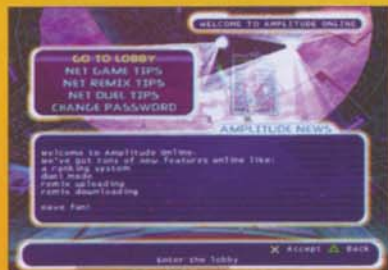 WELCOME TO AMPLITUDE ONLINE
GO TO LOBBY
NET GAME TIPS
NET REMIX TIPS
NET DUEL TIPS
CHANGE PASSWORD
AMPLITUDE NEWS
Welcome to Amplitude Online.
We've got tons of new features online like:
a ranking system
duel mode
remix uploading
remix downloading
Have fun!
X Accept △ Back
Enter the lobby